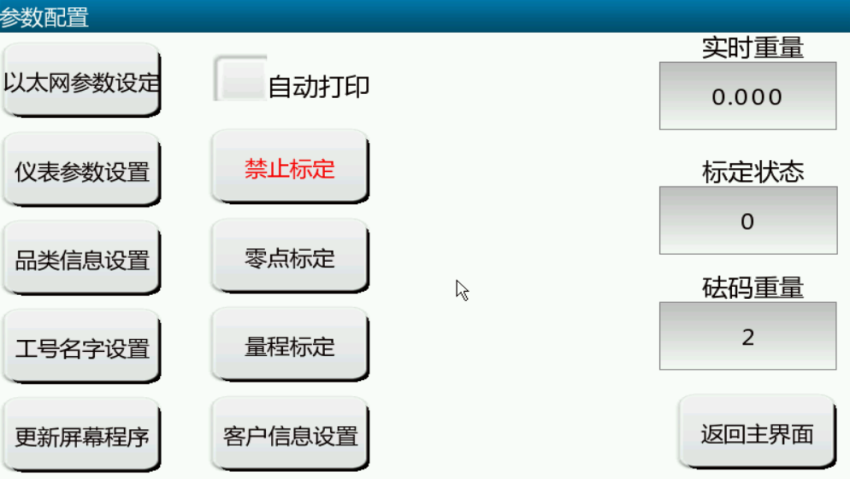 参数配置
以太网参数设定
自动打印
实时重量
0.000
仪表参数设置
禁止标定
标定状态
0
品类信息设置
零点标定
砝码重量
2
工号名字设置
量程标定
更新屏幕程序
客户信息设置
返回主界面